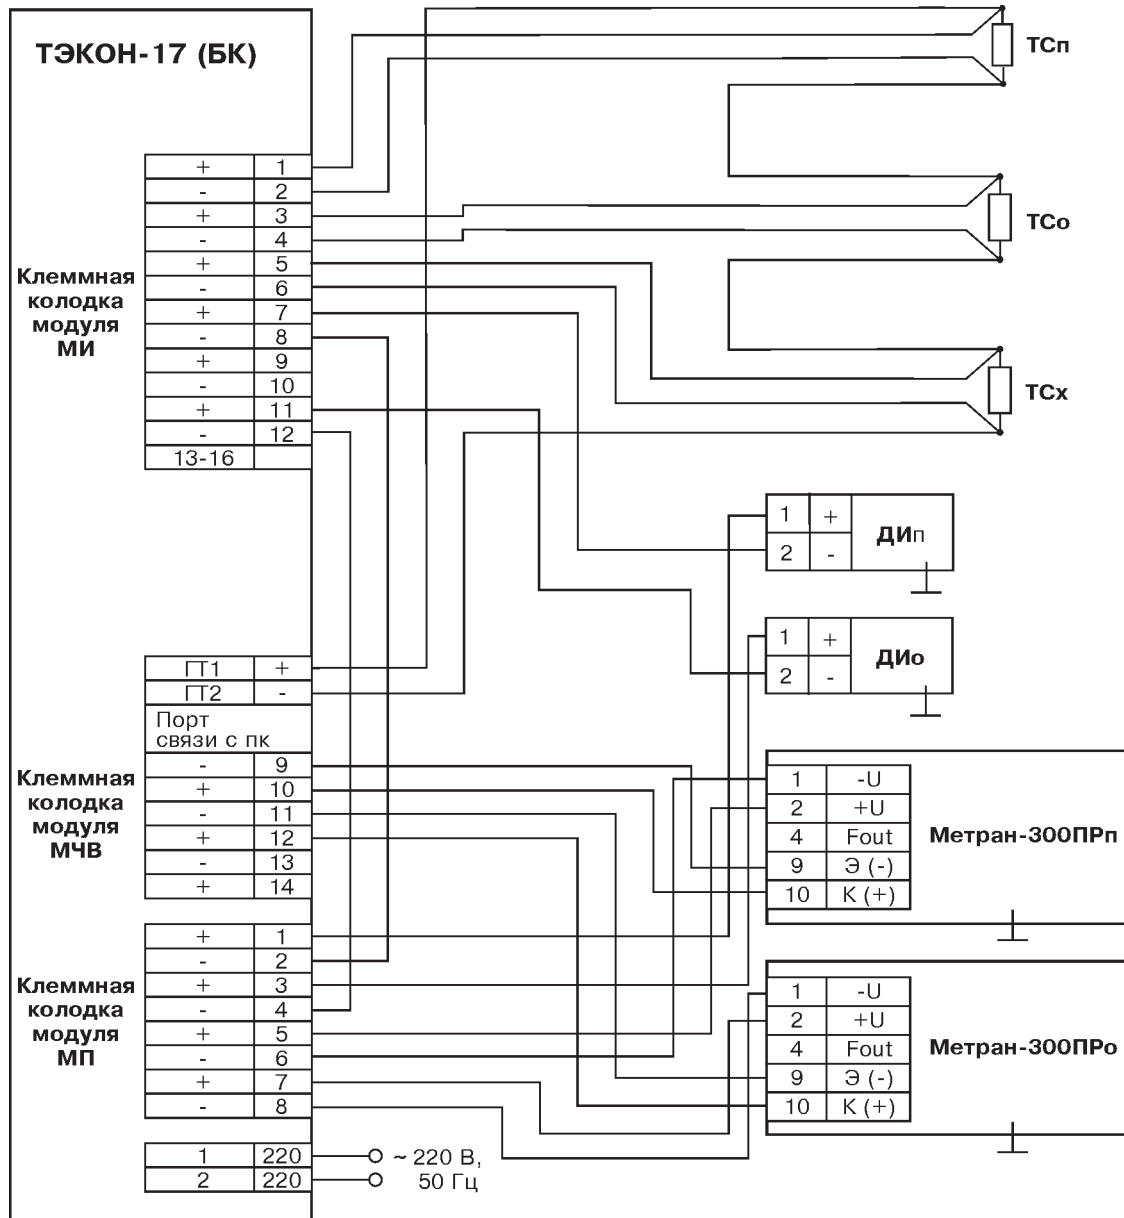 ТЭКОН-17 (БК)
ТСп
ТСо
ТСх
Клеммная
колодка
модуля
МИ
+ 1
- 2
+ 3
- 4
+ 5
- 6
+ 7
- 8
+ 9
- 10
+ 11
- 12
13-16
1 + ДИп
2 -
1 + ДИо
2 -
ГТ1 +
ГТ2 -
Порт
связи с пк
Клеммная
колодка
модуля
МЧВ
- 9
+ 10
- 11
+ 12
- 13
+ 14
Метран-300ПРп
1 -U
2 +U
4 Fout
9 Э (-)
10 К (+)
Клеммная
колодка
модуля
МП
+ 1
- 2
+ 3
- 4
+ 5
- 6
+ 7
- 8
Метран-300ПРо
1 -U
2 +U
4 Fout
9 Э (-)
10 К (+)
1 220
2 220
~ 220 В,
50 Гц